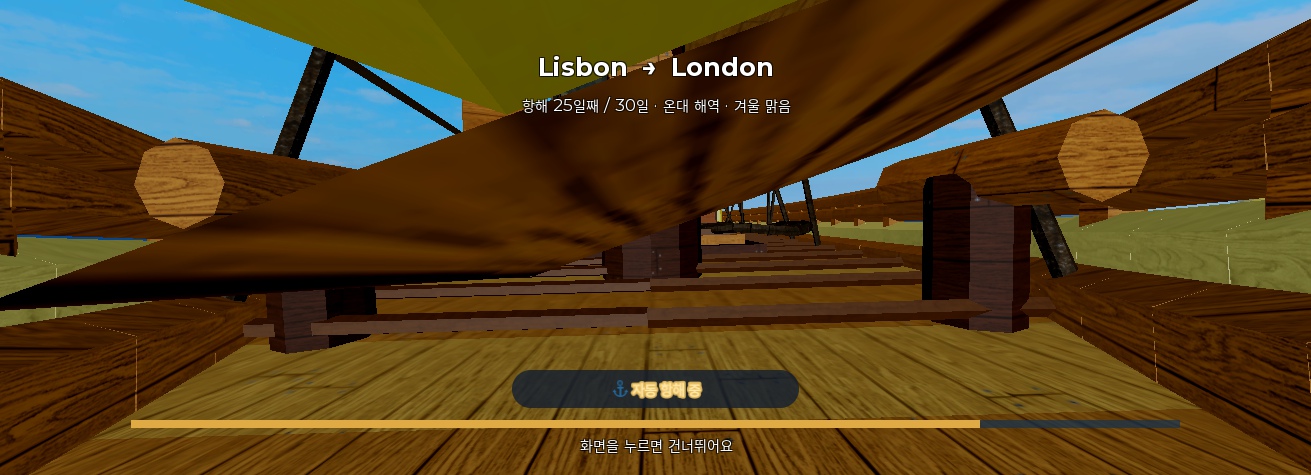 Lisbon → London
항해 25일째 / 30일 · 온대 해역 · 겨울 맑음
⚓ 자동 항해 중
화면을 누르면 건너뛰어요